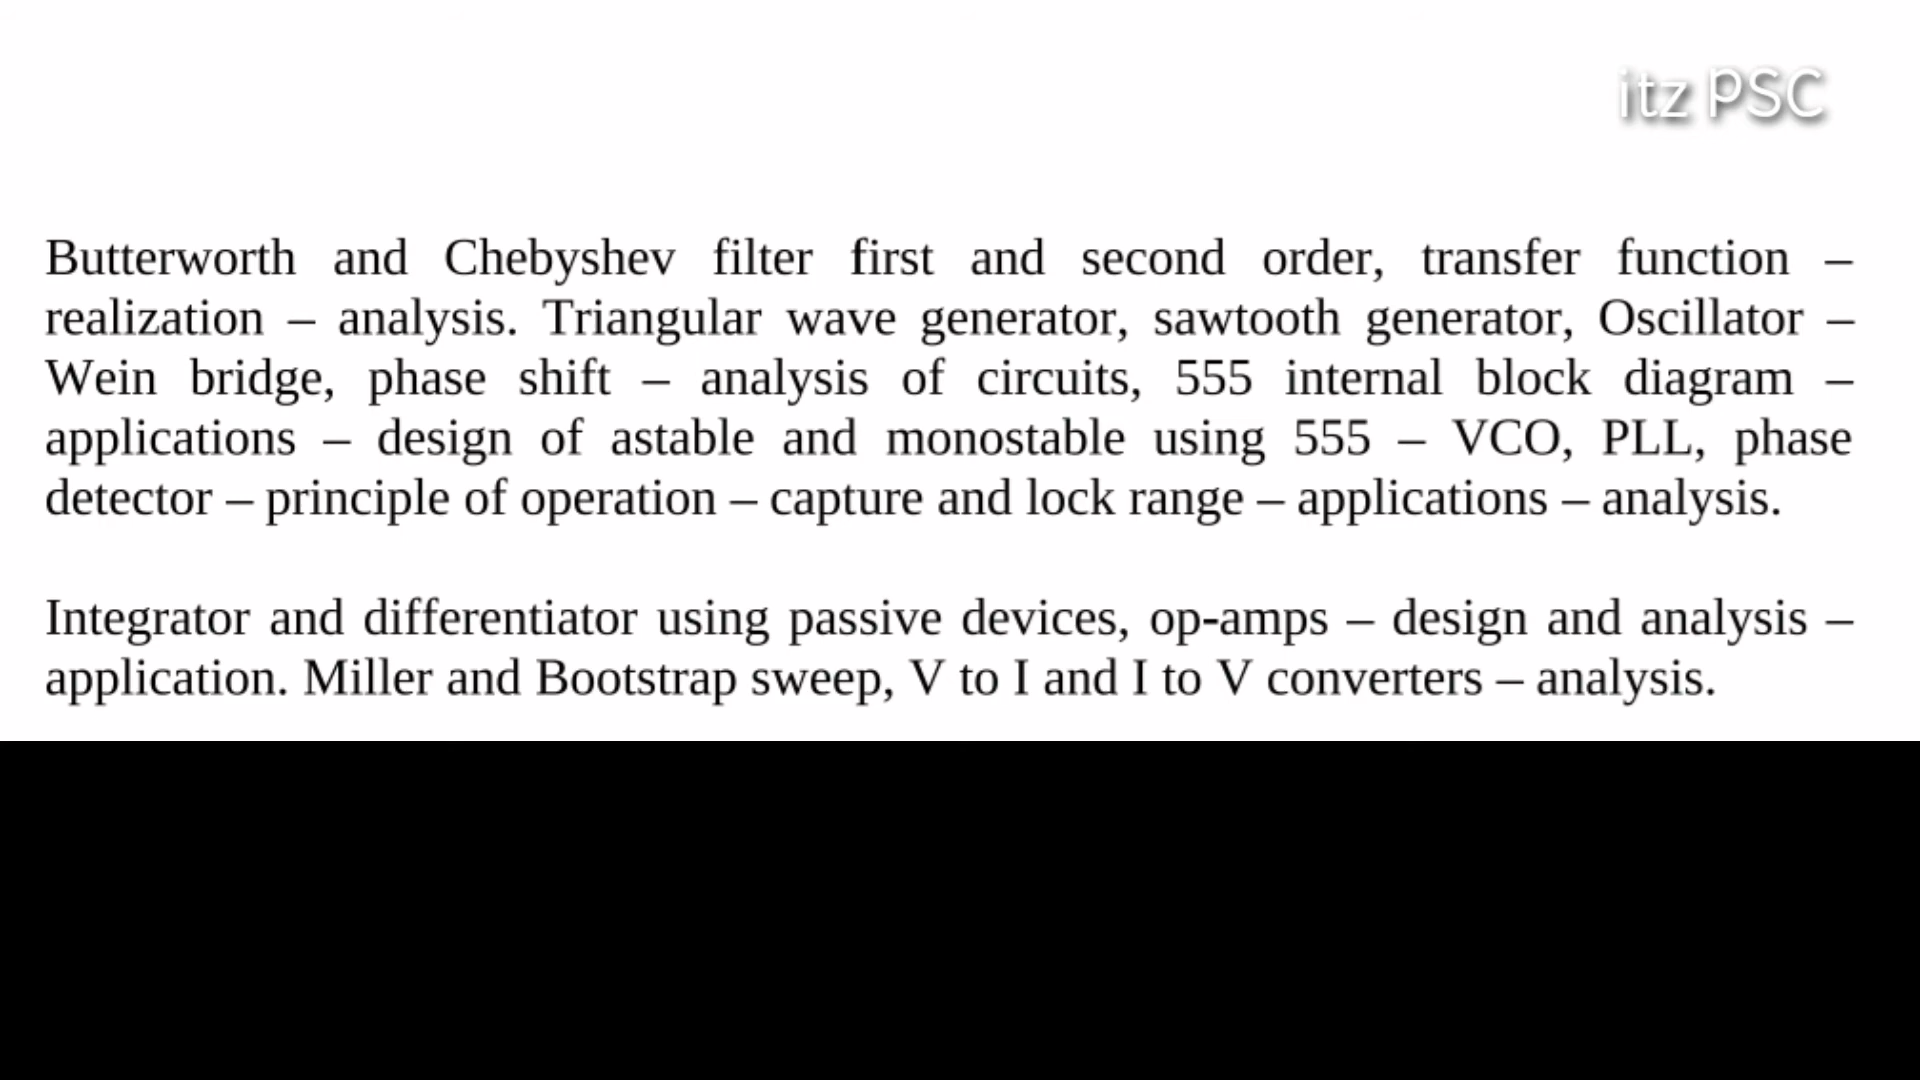 itz PSC
Butterworth and Chebyshev filter first and second order, transfer function –
realization – analysis. Triangular wave generator, sawtooth generator, Oscillator –
Wein bridge, phase shift – analysis of circuits, 555 internal block diagram –
applications – design of astable and monostable using 555 – VCO, PLL, phase
detector – principle of operation – capture and lock range – applications – analysis.
Integrator and differentiator using passive devices, op-amps – design and analysis –
application. Miller and Bootstrap sweep, V to I and I to V converters – analysis.